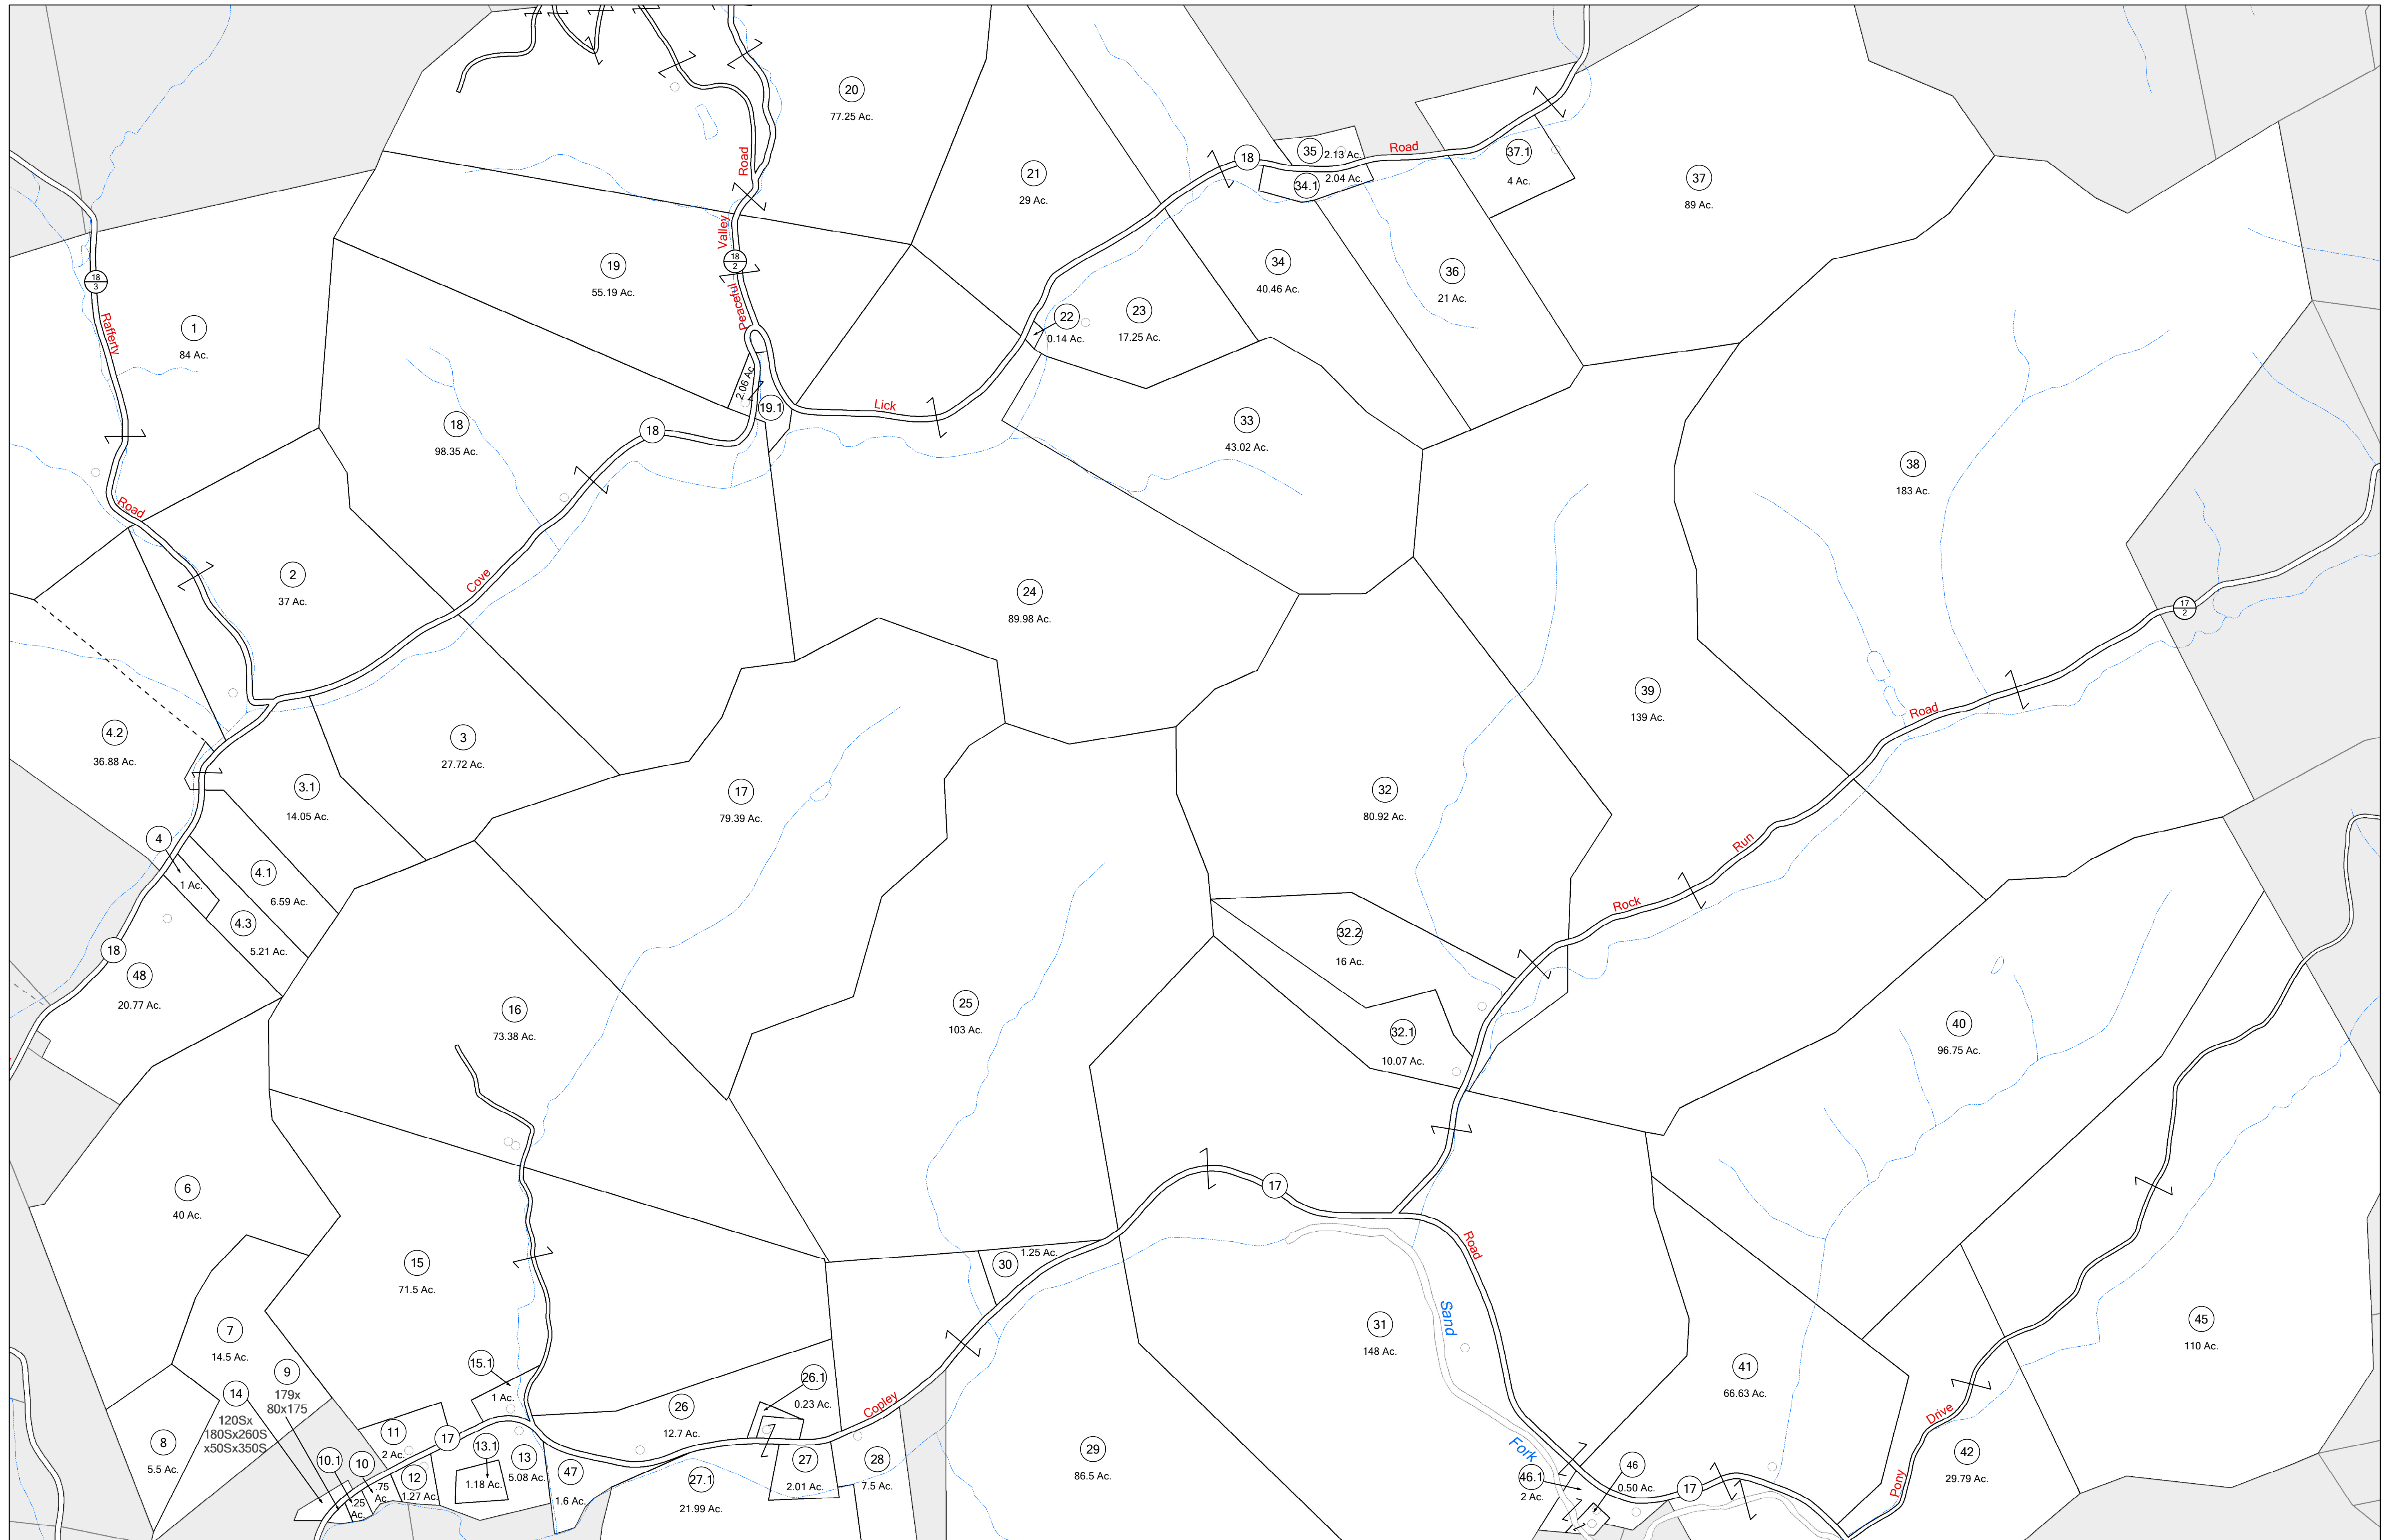 20
77.25 Ac.
Road
18
35
2.13 Ac.
Road
34.1
2.04 Ac.
37.1
4 Ac.
21
29 Ac.
37
89 Ac.
Valley
18
2
19
55.19 Ac.
34
40.46 Ac.
36
21 Ac.
18
3
Peaceful
Rafferty
1
84 Ac.
22
0.14 Ac.
23
17.25 Ac.
2.06 Ac.
19.1
Lick
18
98.35 Ac.
18
33
43.02 Ac.
38
183 Ac.
Road
2
37 Ac.
Cove
24
89.98 Ac.
17
2
39
139 Ac.
Road
4.2
36.88 Ac.
3
27.72 Ac.
3.1
14.05 Ac.
17
79.39 Ac.
32
80.92 Ac.
Run
4
1 Ac.
4.1
6.59 Ac.
4.3
5.21 Ac.
Rock
18
48
20.77 Ac.
32.2
16 Ac.
16
73.38 Ac.
25
103 Ac.
32.1
10.07 Ac.
40
96.75 Ac.
6
40 Ac.
17
15
71.5 Ac.
30
1.25 Ac.
Road
Sand
31
148 Ac.
45
110 Ac.
7
14.5 Ac.
9
179x
80x175
14
120Sx
180Sx260S
x50Sx350S
15.1
1 Ac.
26.1
0.23 Ac.
41
66.63 Ac.
26
12.7 Ac.
Copley
Drive
8
5.5 Ac.
11
2 Ac.
17
13.1
1.18 Ac.
13
5.08 Ac.
10.1
.25
Ac.
10
.75
Ac.
12
1.27 Ac.
47
1.6 Ac.
27.1
21.99 Ac.
27
2.01 Ac.
28
7.5 Ac.
29
86.5 Ac.
Fork
46.1
2 Ac.
46
0.50 Ac.
17
Pony
42
29.79 Ac.